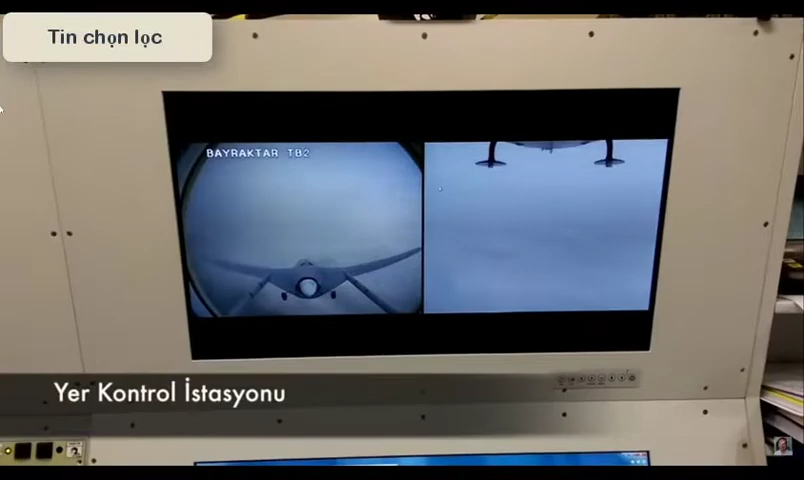 Tin chọn lọc
BAYRAKTAR TB2
Yer Kontrol İstasyonu